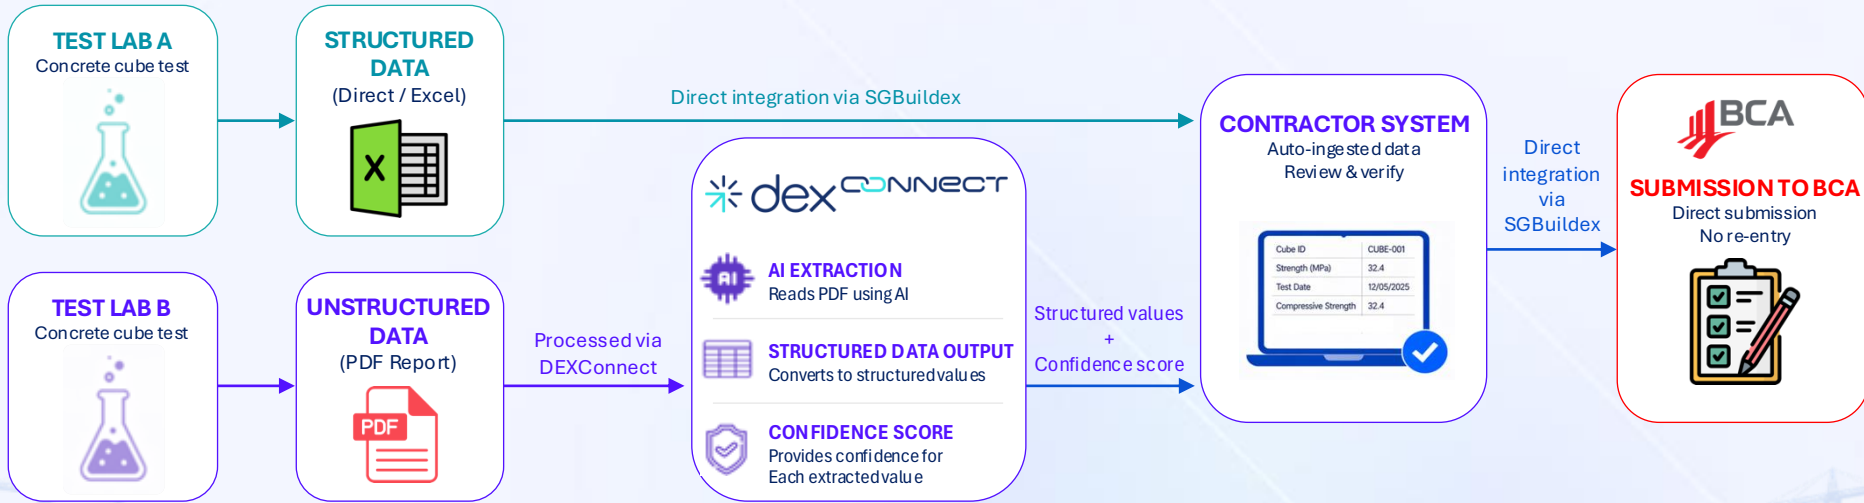 TEST LAB A
Concrete cube test
STRUCTURED
DATA
(Direct / Excel)
X
Direct integration via SGBuildex
TEST LAB B
Concrete cube test
UNSTRUCTURED
DATA
(PDF Report)
PDF
Processed via
DEXConnect
dex CONNECT
AI
AI EXTRACTION
Reads PDF using AI
STRUCTURED DATA OUTPUT
Converts to structured values
CONFIDENCE SCORE
Provides confidence for
Each extracted value
Structured values
+
Confidence score
CONTRACTOR SYSTEM
Auto-ingested data
Review & verify
Cube ID CUBE-001
Strength (MPa) 32.4
Test Date 12/05/2025
Compressive Strength 32.4
Direct
integration
via
SGBuildex
BCA
SUBMISSION TO BCA
Direct submission
No re-entry